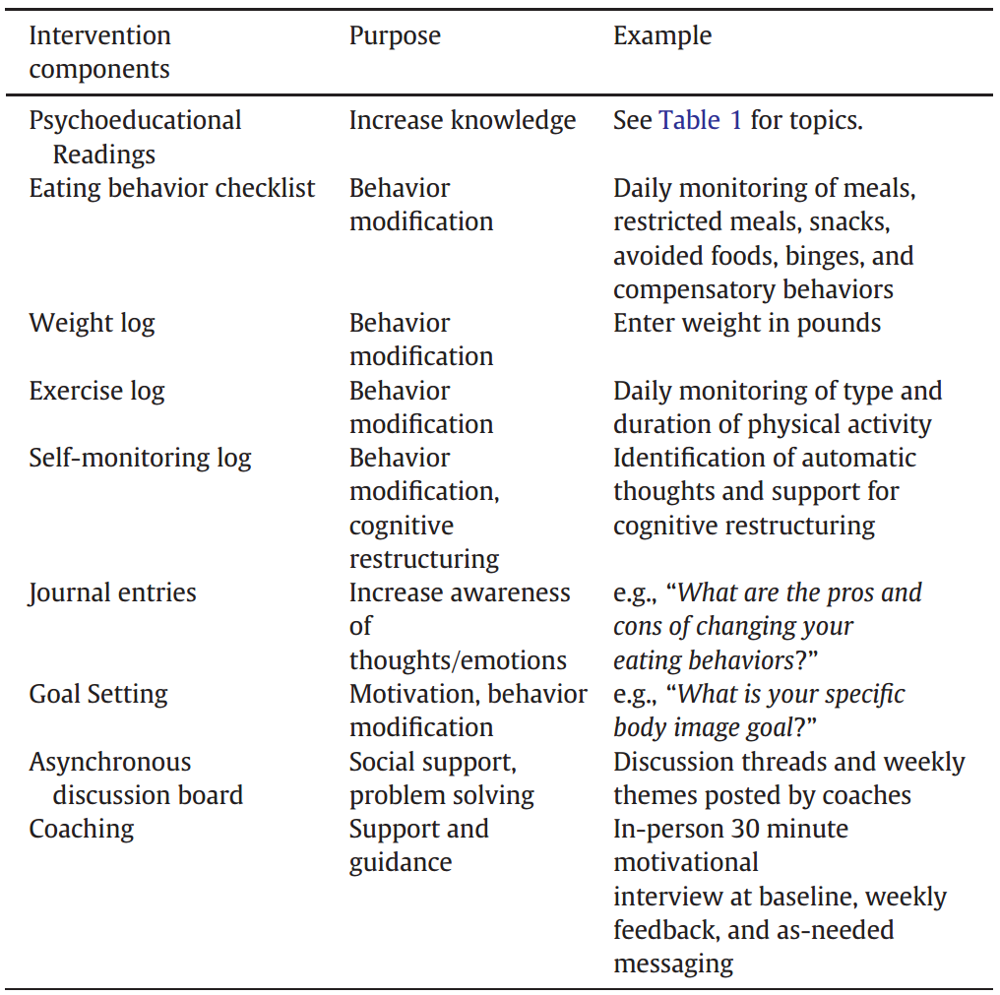 Intervention components Purpose Example
Psychoeducational Readings Increase knowledge See Table 1 for topics.
Eating behavior checklist Behavior modification Daily monitoring of meals, restricted meals, snacks, avoided foods, binges, and compensatory behaviors
Weight log Behavior modification Enter weight in pounds
Exercise log Behavior modification Daily monitoring of type and duration of physical activity
Self-monitoring log Behavior modification, cognitive restructuring Identification of automatic thoughts and support for cognitive restructuring
Journal entries Increase awareness of thoughts/emotions e.g., “What are the pros and cons of changing your eating behaviors?”
Goal Setting Motivation, behavior modification e.g., “What is your specific body image goal?”
Asynchronous discussion board Social support, problem solving Discussion threads and weekly themes posted by coaches
Coaching Support and guidance In-person 30 minute motivational interview at baseline, weekly feedback, and as-needed messaging